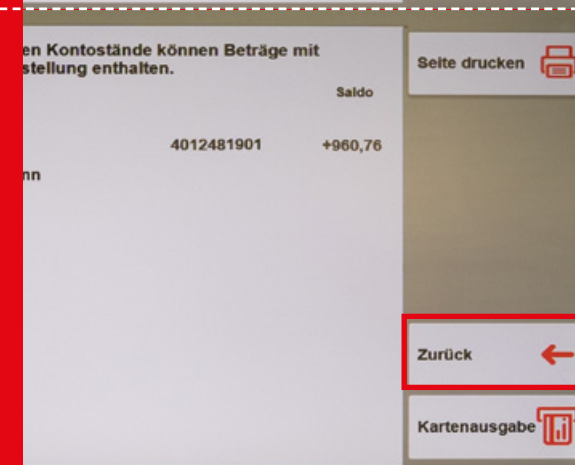 en Kontostände können Beträge mit
stellung enthalten.
Saldo
4012481901 +960,76
nn
Seite drucken
Zurück
Kartenausgabe